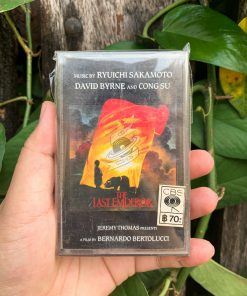 MUSIC BY RYUICHI SAKAMOTO
DAVID BYRNE AND CONG SU
THE
LAST EMPEROR
JEREMY THOMAS PRESENTS
A FILM BY BERNARDO BERTOLUCCI
CBS
฿ 70.-